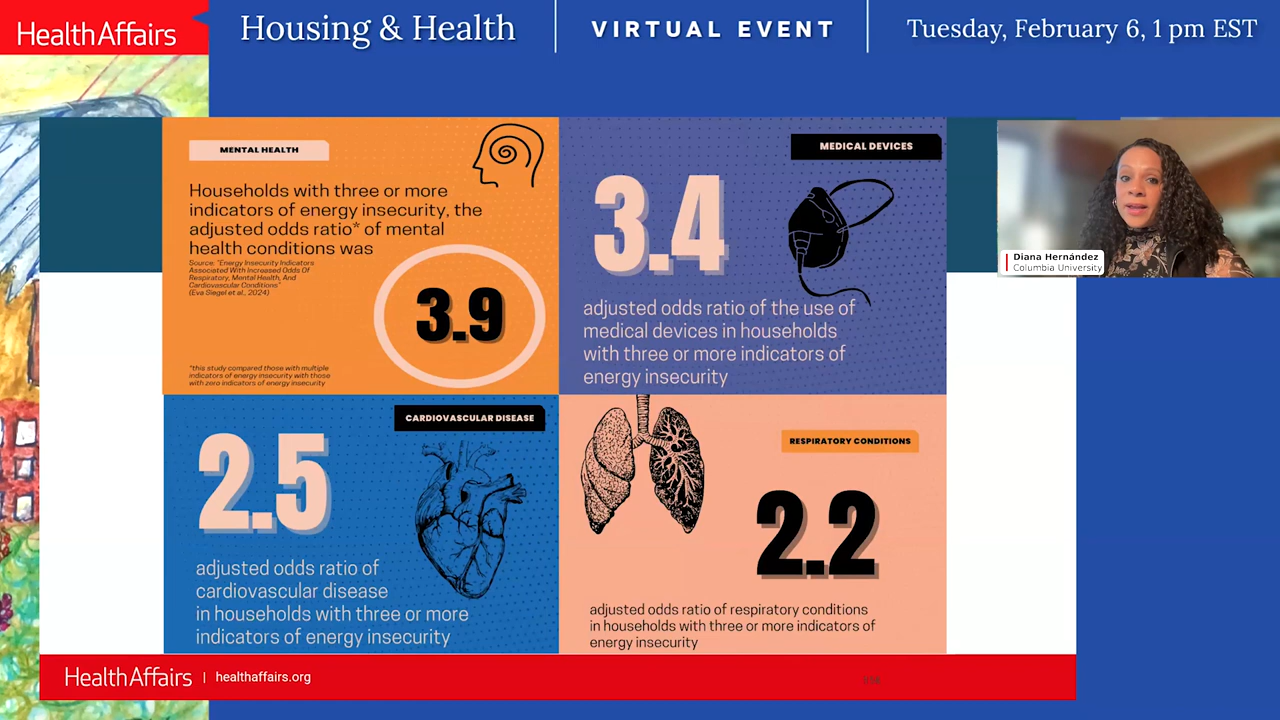 HealthAffairs
Housing & Health
VIRTUAL EVENT
Tuesday, February 6, 1 pm EST
MENTAL HEALTH
Households with three or more
indicators of energy insecurity, the
adjusted odds ratio* of mental
health conditions was
Source: "Energy Insecurity Indicators
Associated With Increased Odds Of
Respiratory, Mental Health, And
Cardiovascular Conditions"
(Eva Siegel et al., 2024)
3.9
*this study compared those with multiple
indicators of energy insecurity with those
with zero indicators of energy insecurity
MEDICAL DEVICES
3.4
adjusted odds ratio of the use of
medical devices in households
with three or more indicators of
energy insecurity
Diana Hernández
Columbia University
CARDIOVASCULAR DISEASE
2.5
adjusted odds ratio of
cardiovascular disease
in households with three or more
indicators of energy insecurity
RESPIRATORY CONDITIONS
2.2
adjusted odds ratio of respiratory conditions
in households with three or more indicators of
energy insecurity
HealthAffairs | healthaffairs.org